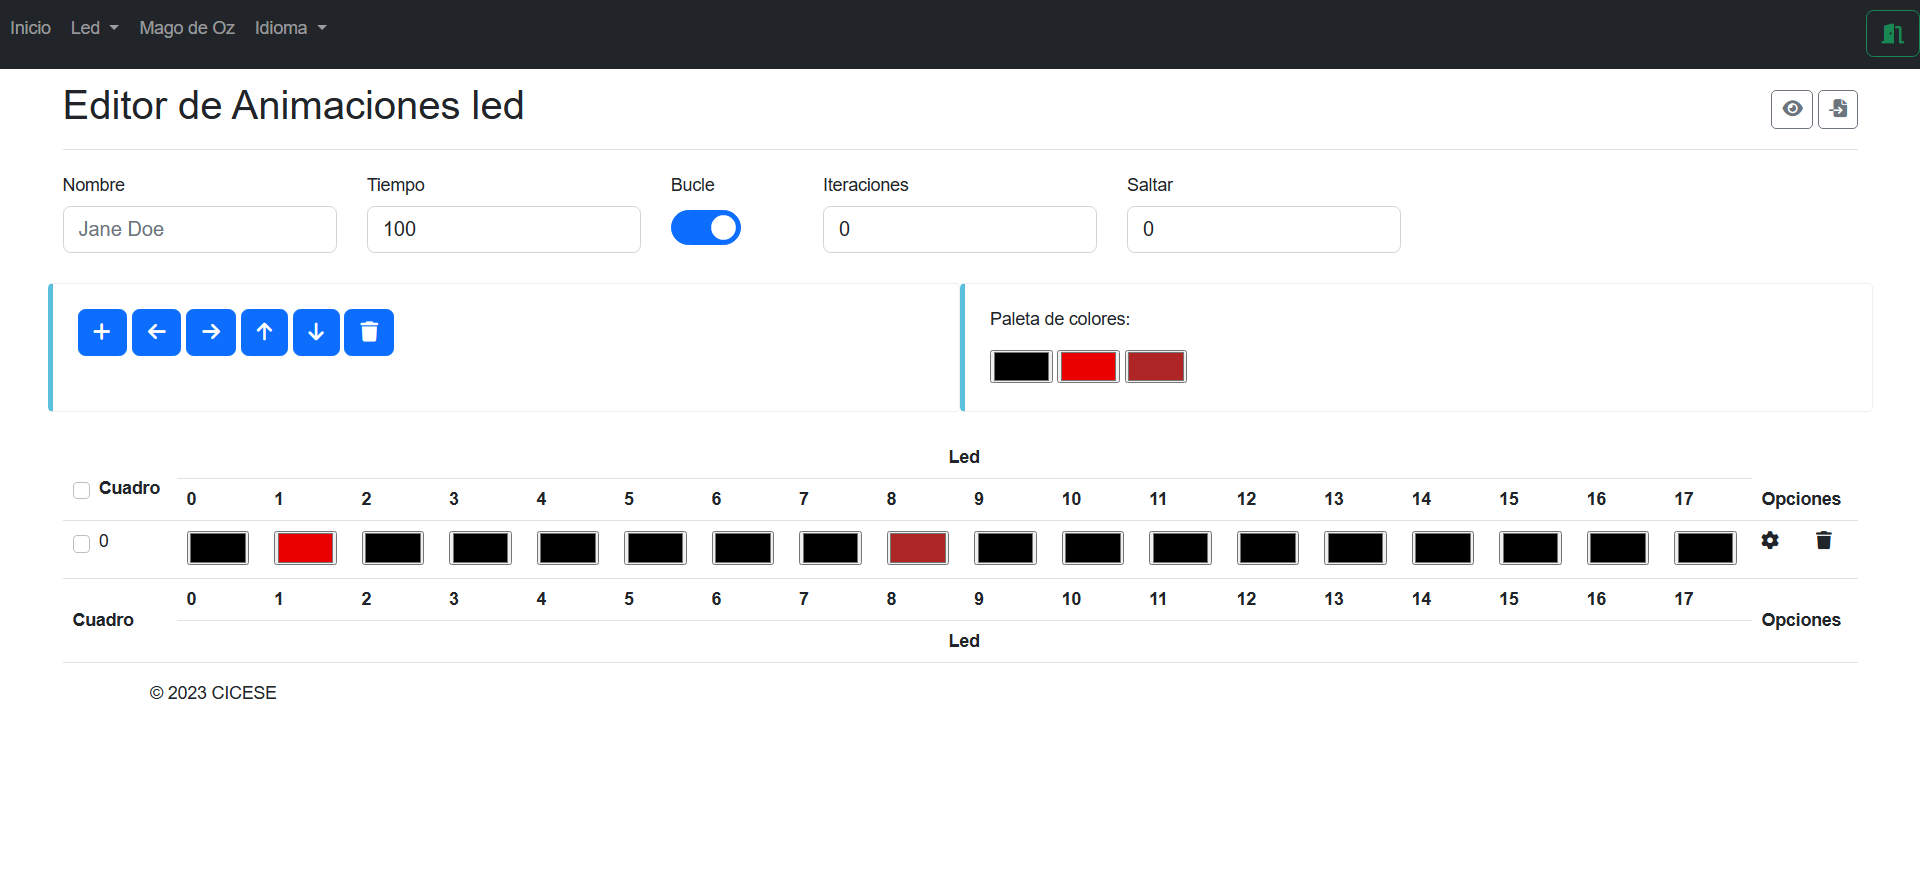 Inicio Led Mago de Oz Idioma
Editor de Animaciones led
Nombre Tiempo Bucle Iteraciones Saltar
Jane Doe 100 0 0
Paleta de colores:
Led
Cuadro 0 1 2 3 4 5 6 7 8 9 10 11 12 13 14 15 16 17 Opciones
0
Cuadro 0 1 2 3 4 5 6 7 8 9 10 11 12 13 14 15 16 17 Opciones
Led
© 2023 CICESE